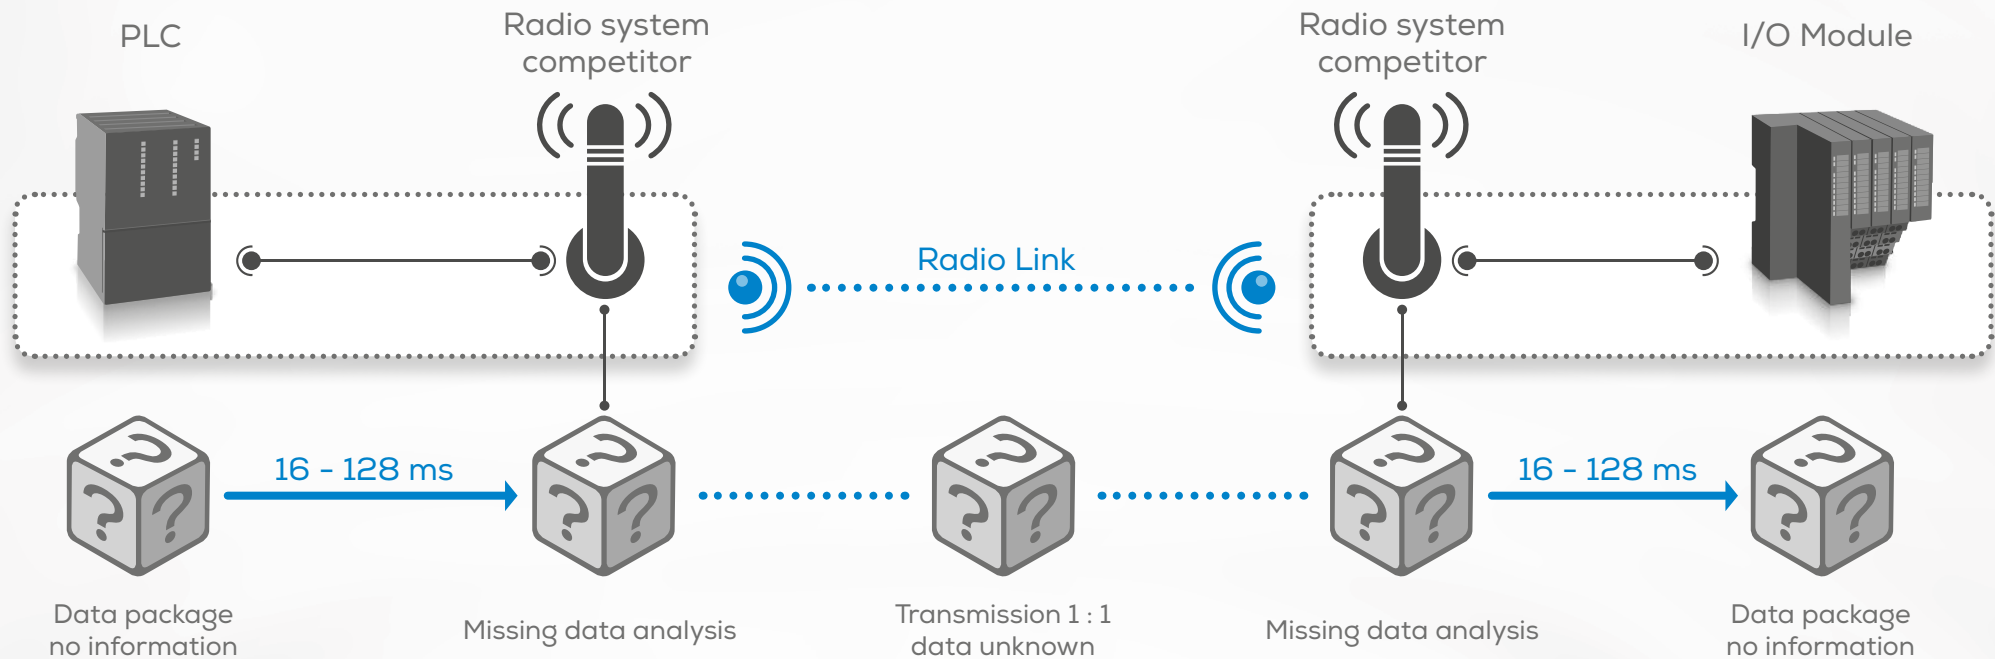 PLC
Radio system
competitor
Radio system
competitor
I/O Module
Radio Link
16 - 128 ms
16 - 128 ms
? ? ?
? ? ?
? ? ?
? ? ?
? ? ?
Data package
no information
Missing data analysis
Transmission 1 : 1
data unknown
Missing data analysis
Data package
no information